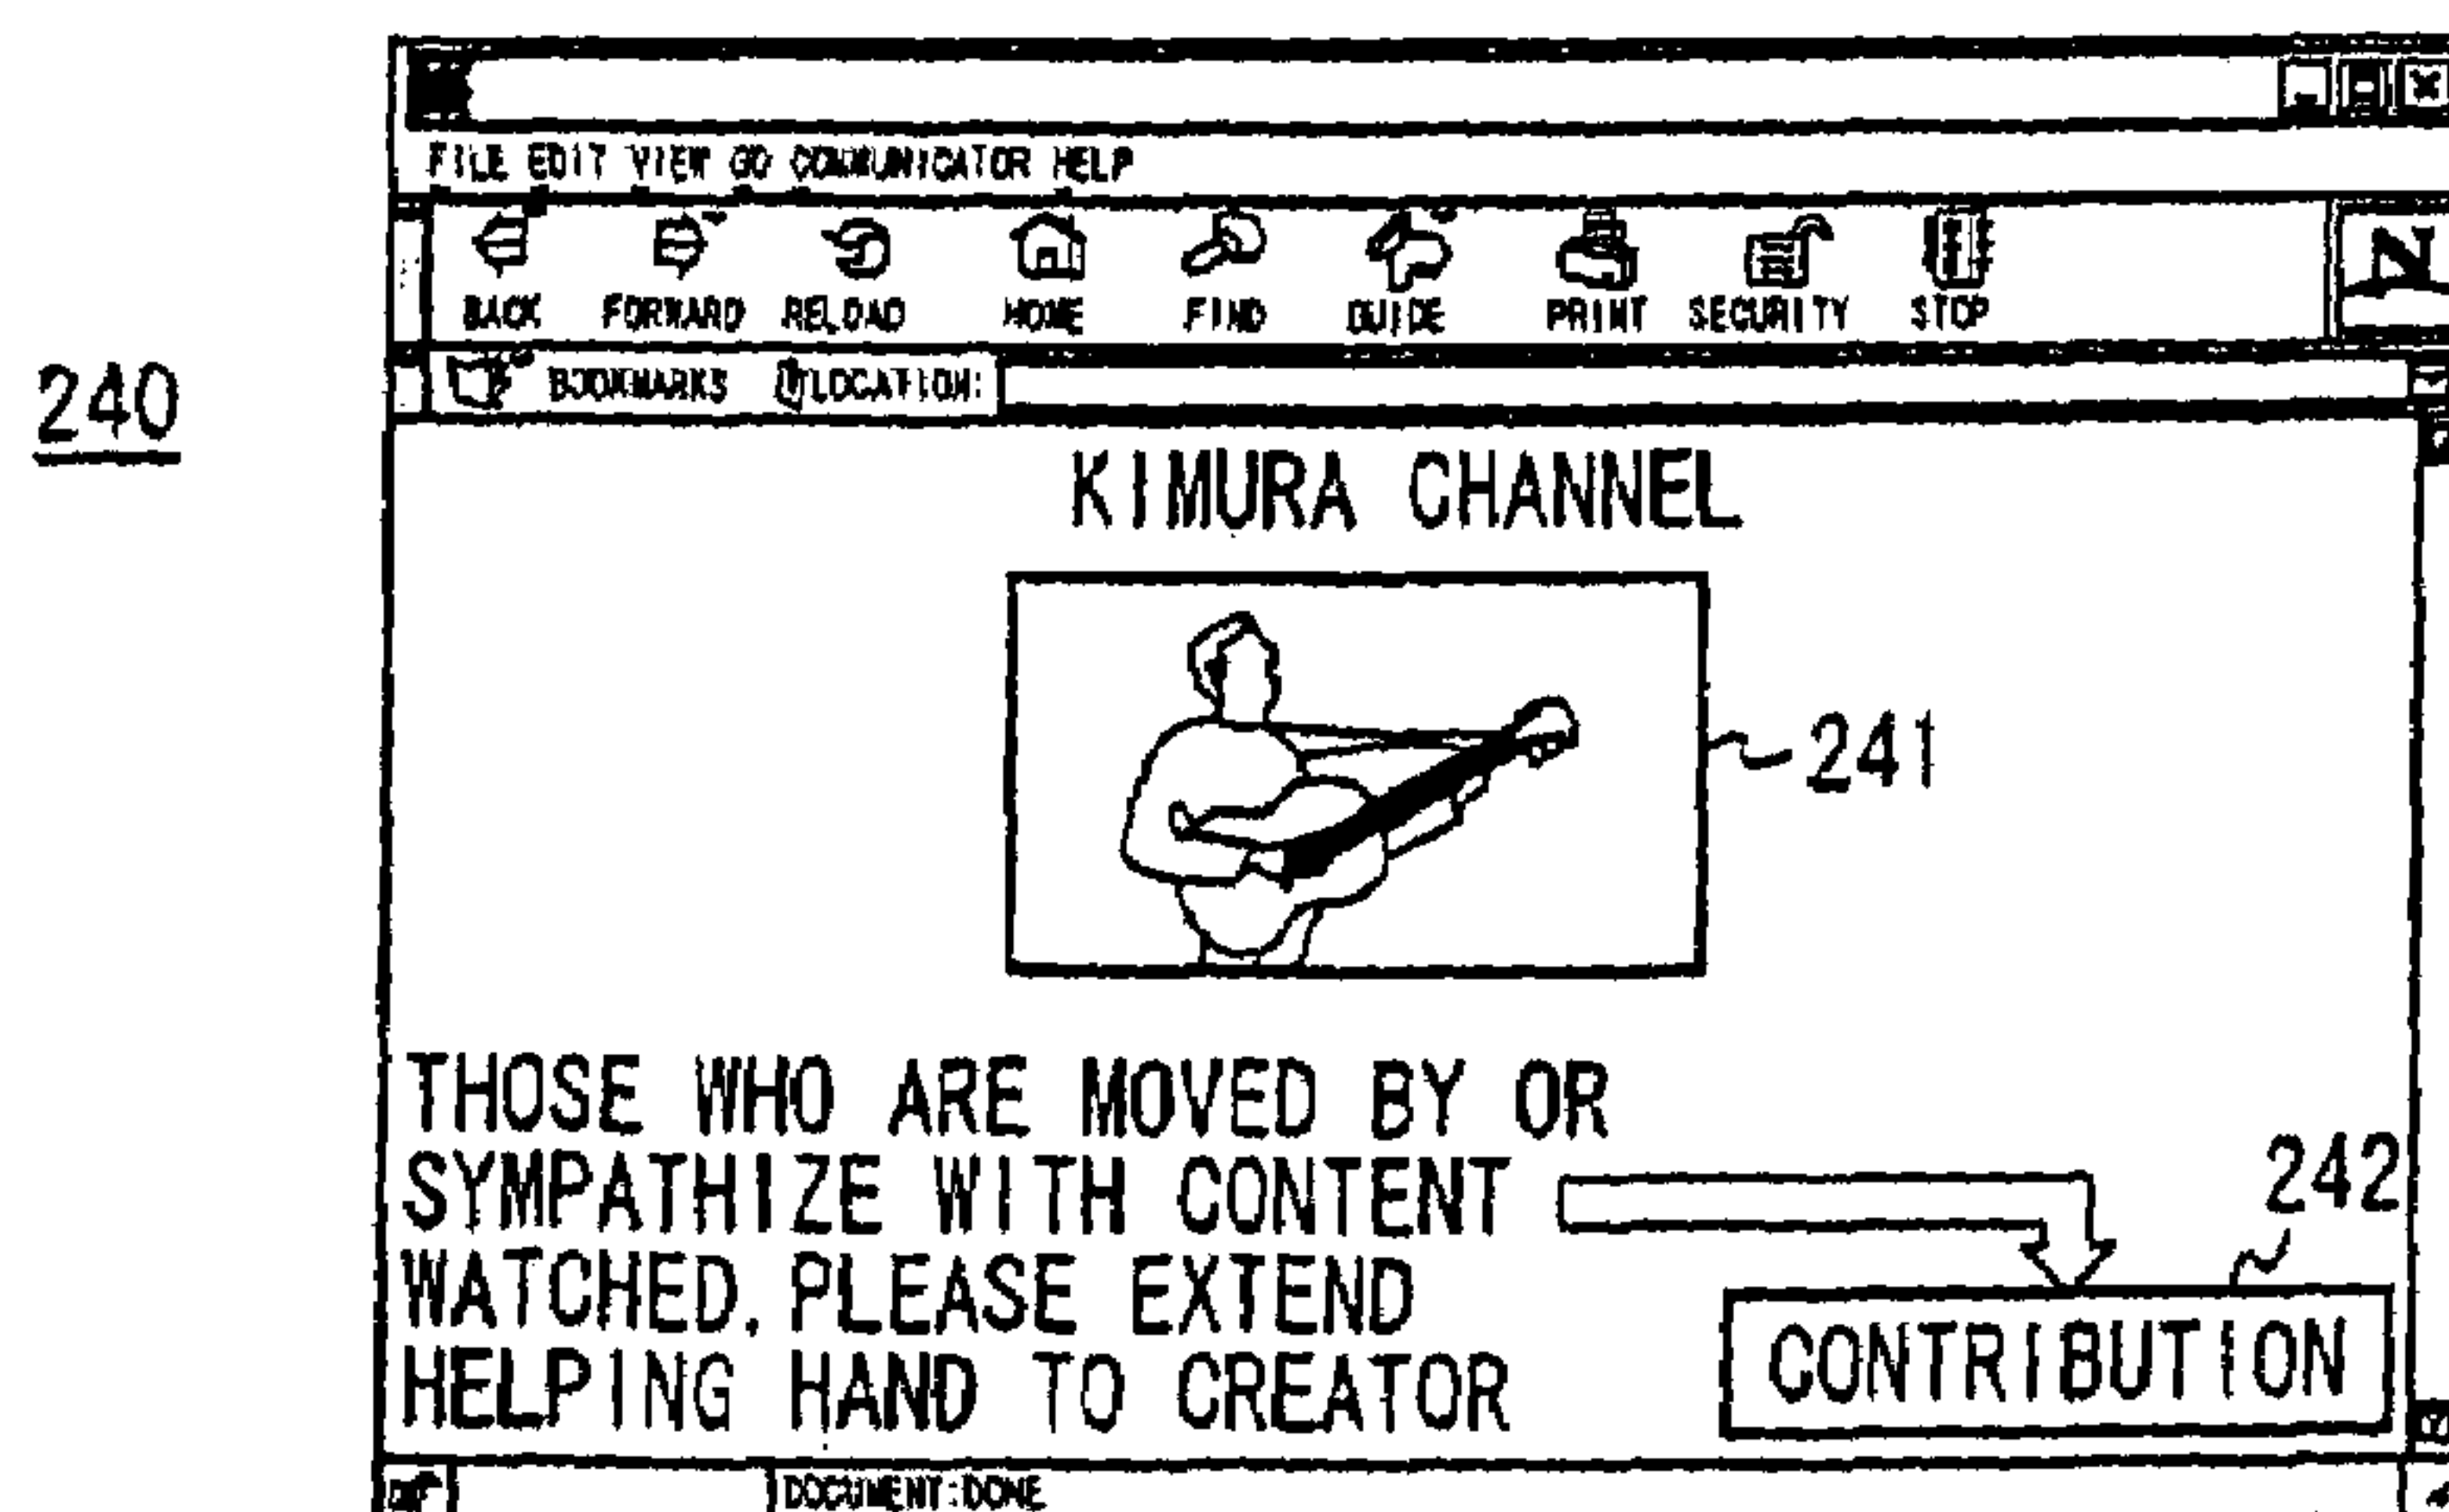 FILE EDIT VIEW GO COMMUNICATOR HELP
BACK FORWARD RELOAD HOME FIND GUIDE PRINT SECURITY STOP
N
BOOKMARKS LOCATION:
240
KIMURA CHANNEL
241
THOSE WHO ARE MOVED BY OR
SYMPATHIZE WITH CONTENT
WATCHED. PLEASE EXTEND
HELPING HAND TO CREATOR
242
CONTRIBUTION
DOCUMENT:DONE